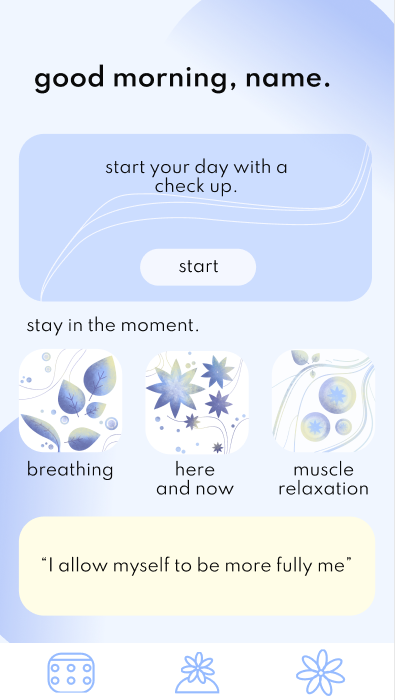 good morning, name.
start your day with a
check up.
start
stay in the moment.
breathing
here
and now
muscle
relaxation
“I allow myself to be more fully me”